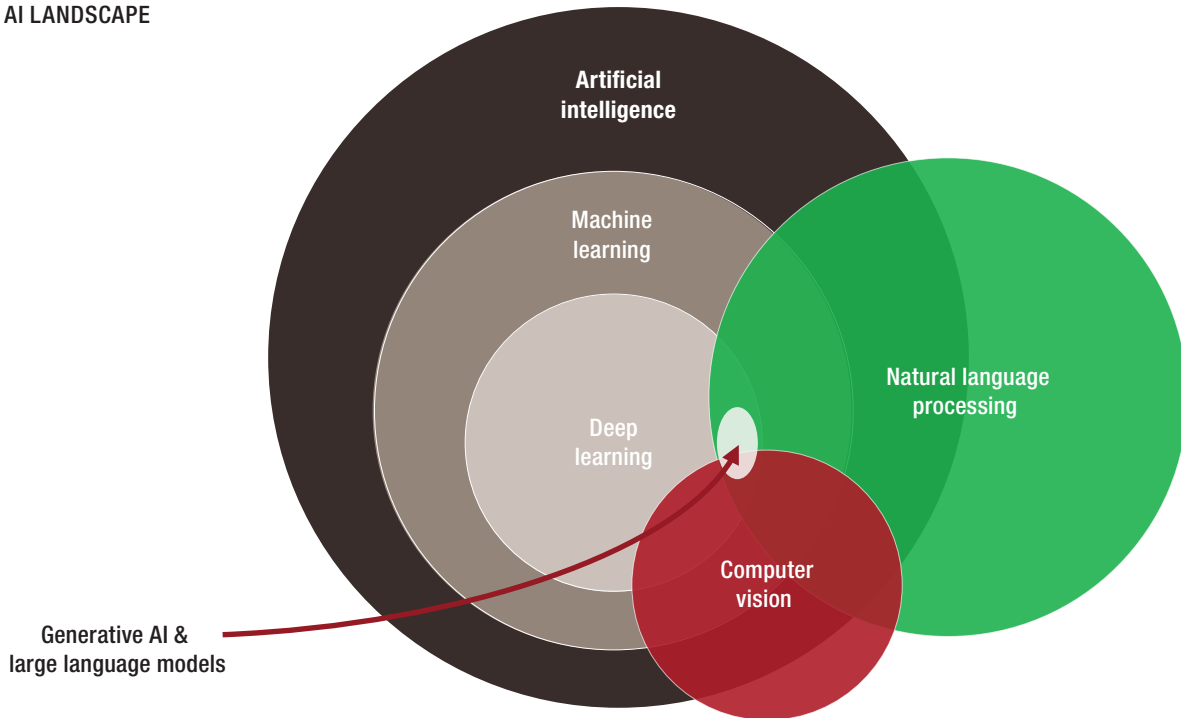 AI LANDSCAPE
Artificial
intelligence
Machine
learning
Natural language
processing
Deep
learning
Computer
vision
Generative AI &
large language models